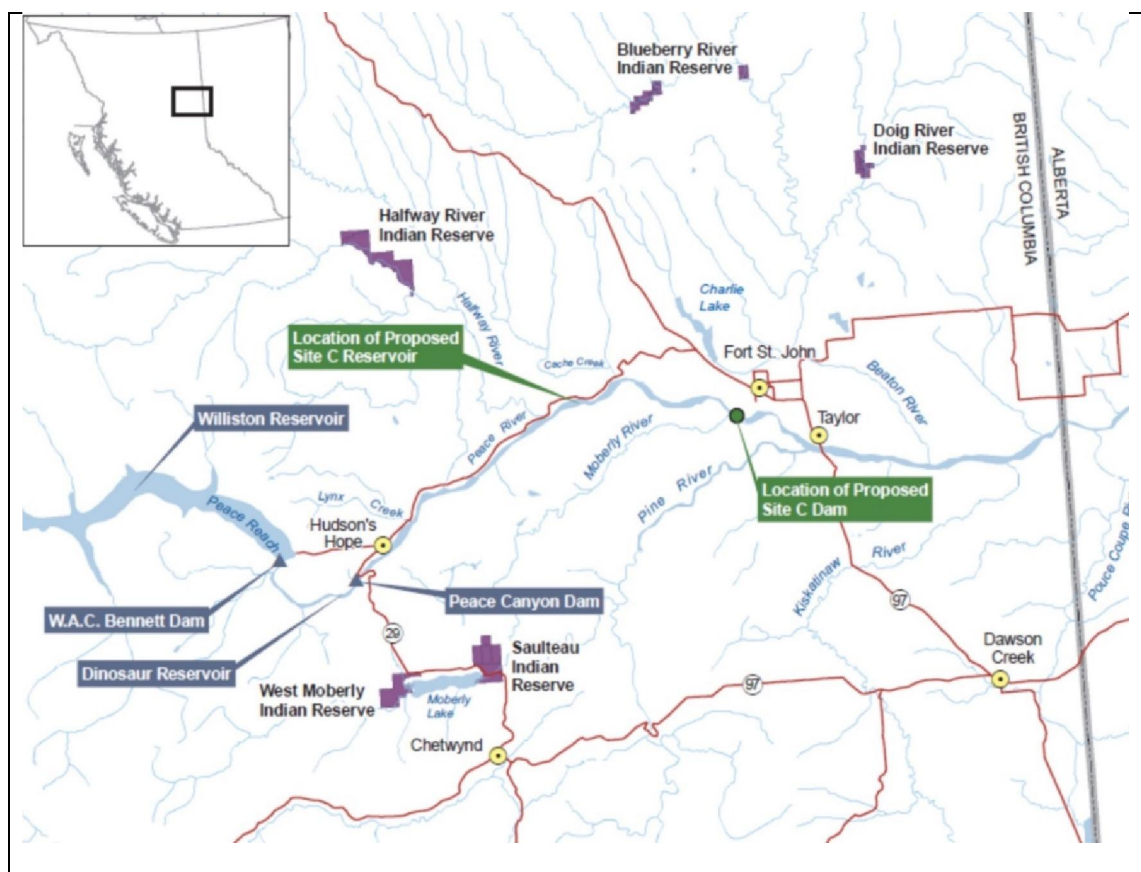 Blueberry River
Indian Reserve
Doig River
Indian Reserve
BRITISH COLUMBIA
ALBERTA
Halfway River
Indian Reserve
Halfway River
Charlie
Lake
Location of Proposed
Site C Reservoir
Cache Creek
Fort St. John
Beaton River
Williston Reservoir
Peace River
Moberly River
Taylor
Pine River
Location of Proposed
Site C Dam
Peace Reach
Lynx Creek
Hudson's
Hope
Kiskatinaw River
Pouce Coupe
W.A.C. Bennett Dam
Peace Canyon Dam
97
29
Dinosaur Reservoir
Saulteau
Indian
Reserve
Dawson
Creek
West Moberly
Indian Reserve
Moberly
Lake
97
Chetwynd